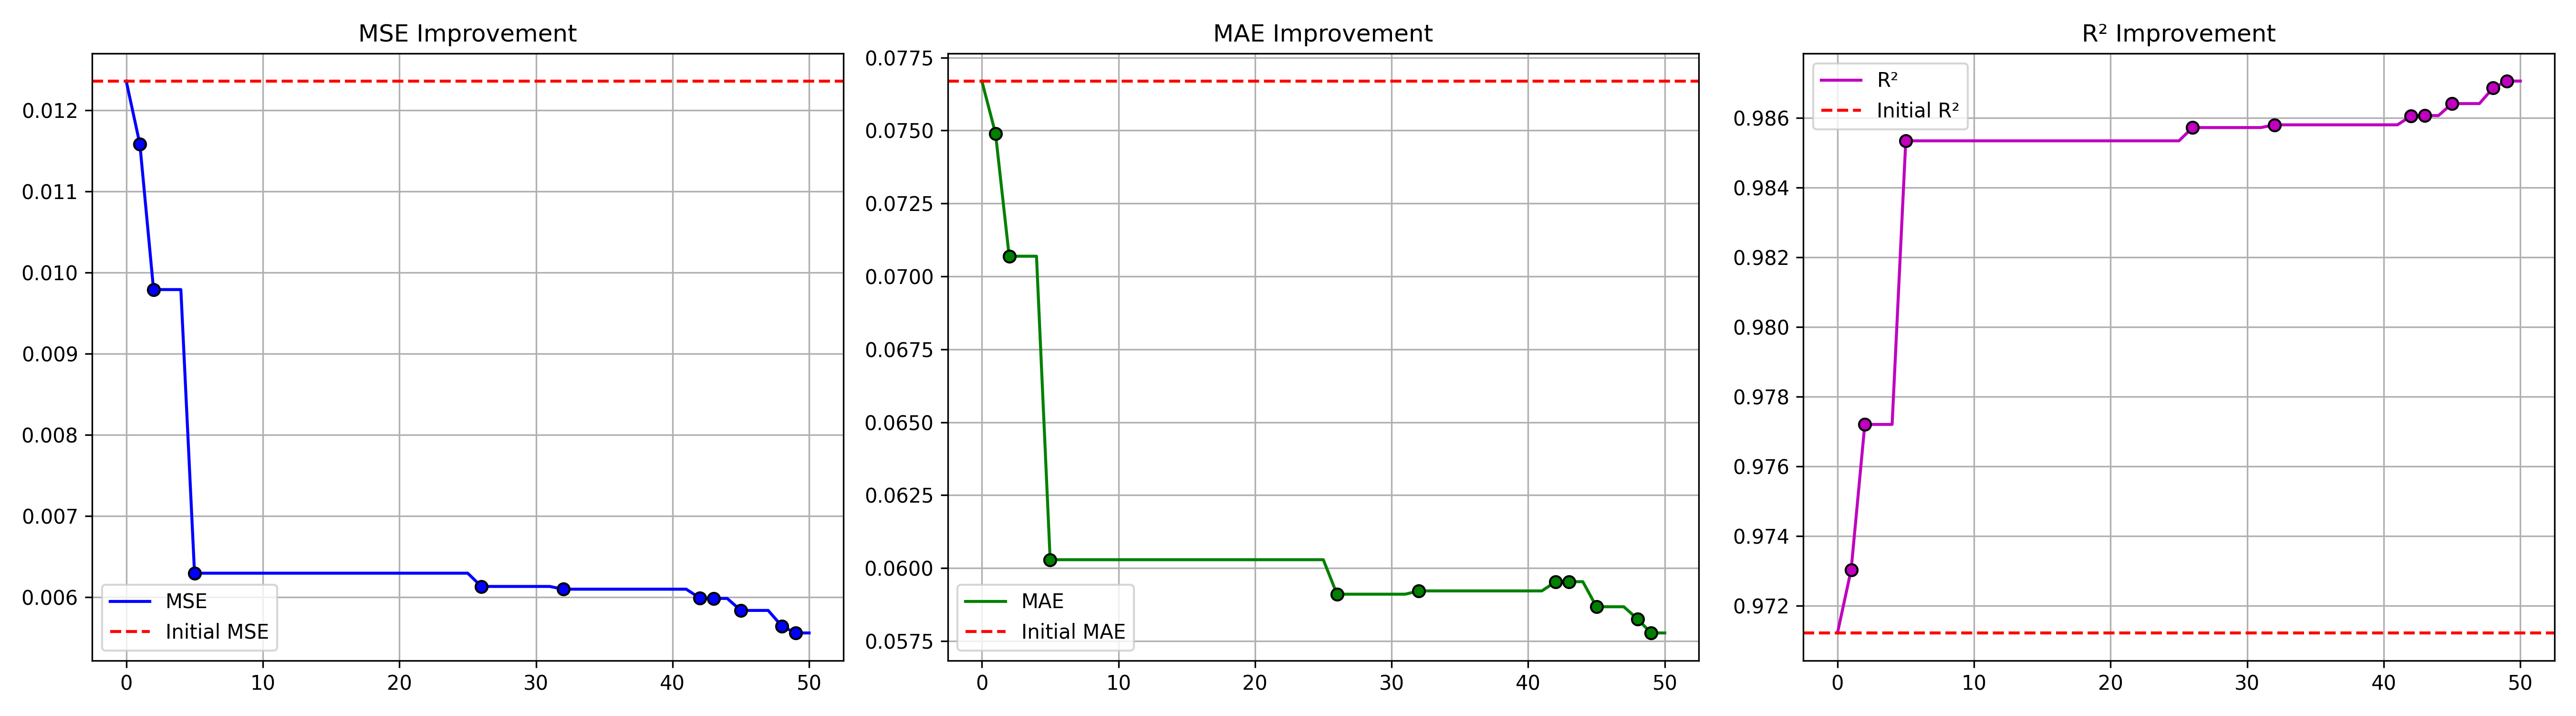 MSE Improvement
0.012
0.011
0.010
0.009
0.008
0.007
0.006
MSE
Initial MSE
0 10 20 30 40 50
MAE Improvement
0.0775
0.0750
0.0725
0.0700
0.0675
0.0650
0.0625
0.0600
0.0575
MAE
Initial MAE
0 10 20 30 40 50
R² Improvement
R²
Initial R²
0.986
0.984
0.982
0.980
0.978
0.976
0.974
0.972
0 10 20 30 40 50